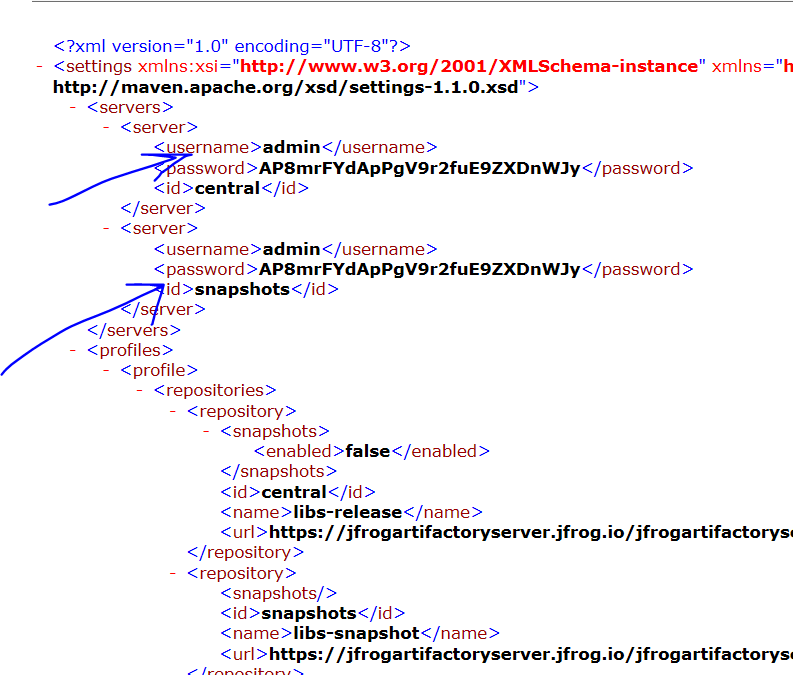 <?xml version="1.0" encoding="UTF-8"?>
- <settings xmlns:xsi="http://www.w3.org/2001/XMLSchema-instance" xmlns="h
http://maven.apache.org/xsd/settings-1.1.0.xsd">
- <servers>
- <server>
<username>admin</username>
<password>AP8mrFYdApPgV9r2fuE9ZXDnWJy</password>
<id>central</id>
</server>
- <server>
<username>admin</username>
<password>AP8mrFYdApPgV9r2fuE9ZXDnWJy</password>
<id>snapshots</id>
</server>
</servers>
- <profiles>
- <profile>
- <repositories>
- <repository>
- <snapshots>
<enabled>false</enabled>
</snapshots>
<id>central</id>
<name>libs-release</name>
<url>https://jfrogartifactoryserver.jfrog.io/jfrogartifactoryse
</repository>
- <repository>
<snapshots/>
<id>snapshots</id>
<name>libs-snapshot</name>
<url>https://jfrogartifactoryserver.jfrog.io/jfrogartifactoryse
</repository>